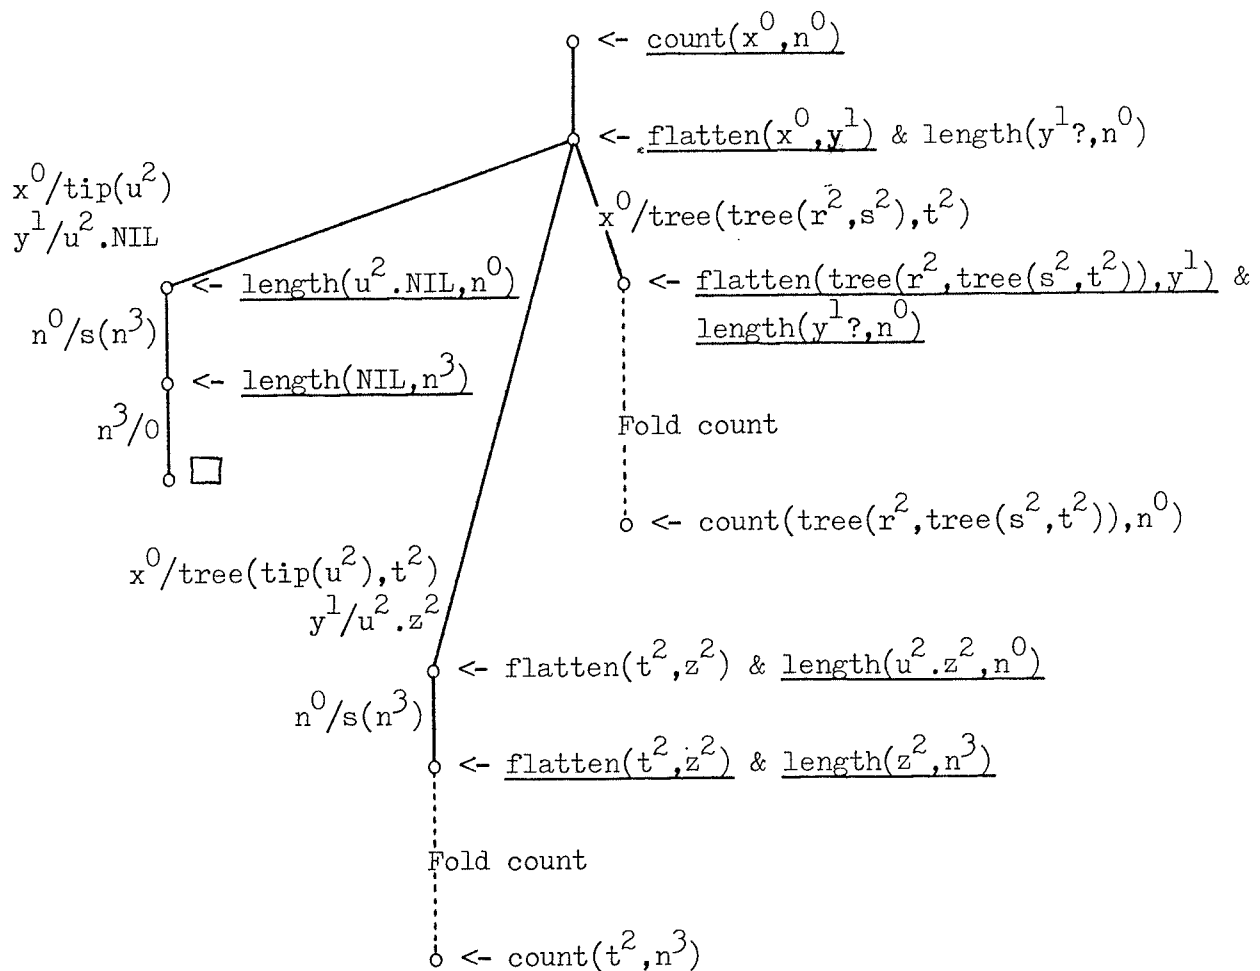 <- count(x⁰,n⁰)
<- flatten(x⁰,y¹) & length(y¹?,n⁰)
x⁰/tip(u²)
y¹/u².NIL
x⁰/tree(tree(r²,s²),t²)
<- length(u².NIL,n⁰)
<- flatten(tree(r²,tree(s²,t²)),y¹) &
length(y¹?,n⁰)
n⁰/s(n³)
<- length(NIL,n³)
n³/0
Fold count
<- count(tree(r²,tree(s²,t²)),n⁰)
x⁰/tree(tip(u²),t²)
y¹/u².z²
<- flatten(t²,z²) & length(u².z²,n⁰)
n⁰/s(n³)
<- flatten(t²,z²) & length(z²,n³)
Fold count
<- count(t²,n³)